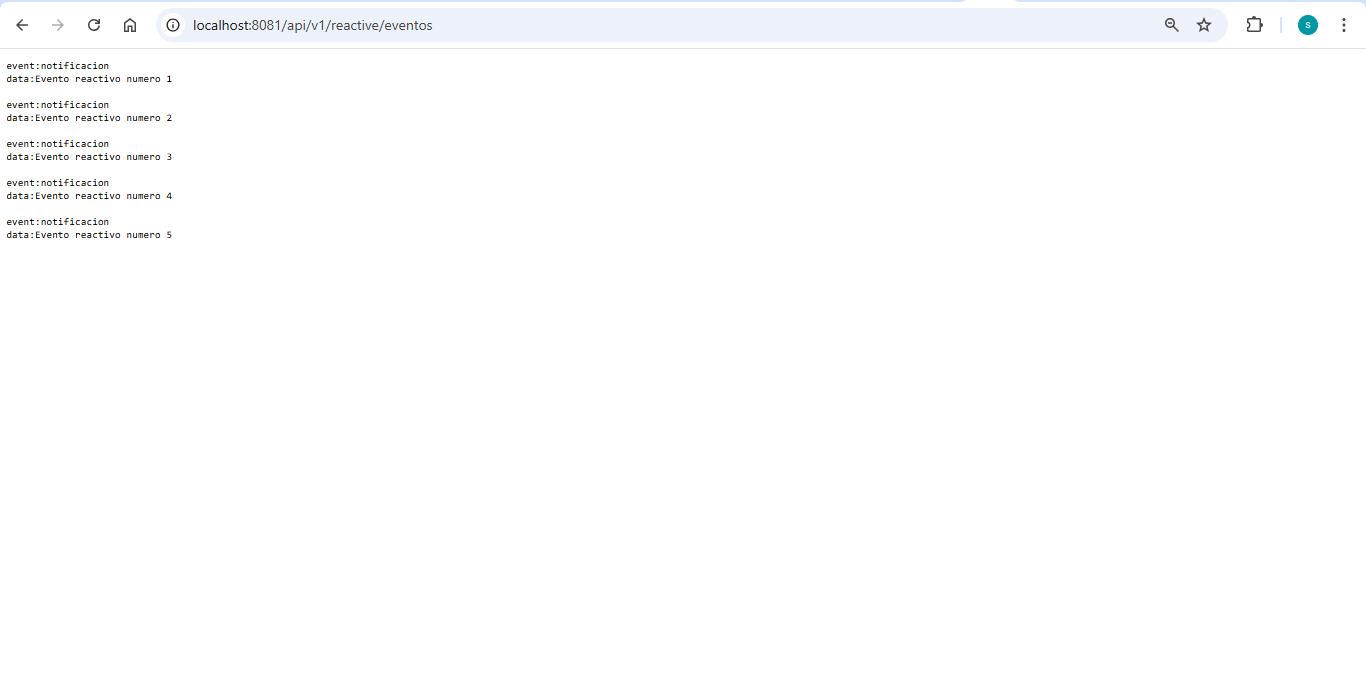 localhost:8081/api/v1/reactive/eventos
S
event:notificacion
data:Evento reactivo numero 1
event:notificacion
data:Evento reactivo numero 2
event:notificacion
data:Evento reactivo numero 3
event:notificacion
data:Evento reactivo numero 4
event:notificacion
data:Evento reactivo numero 5